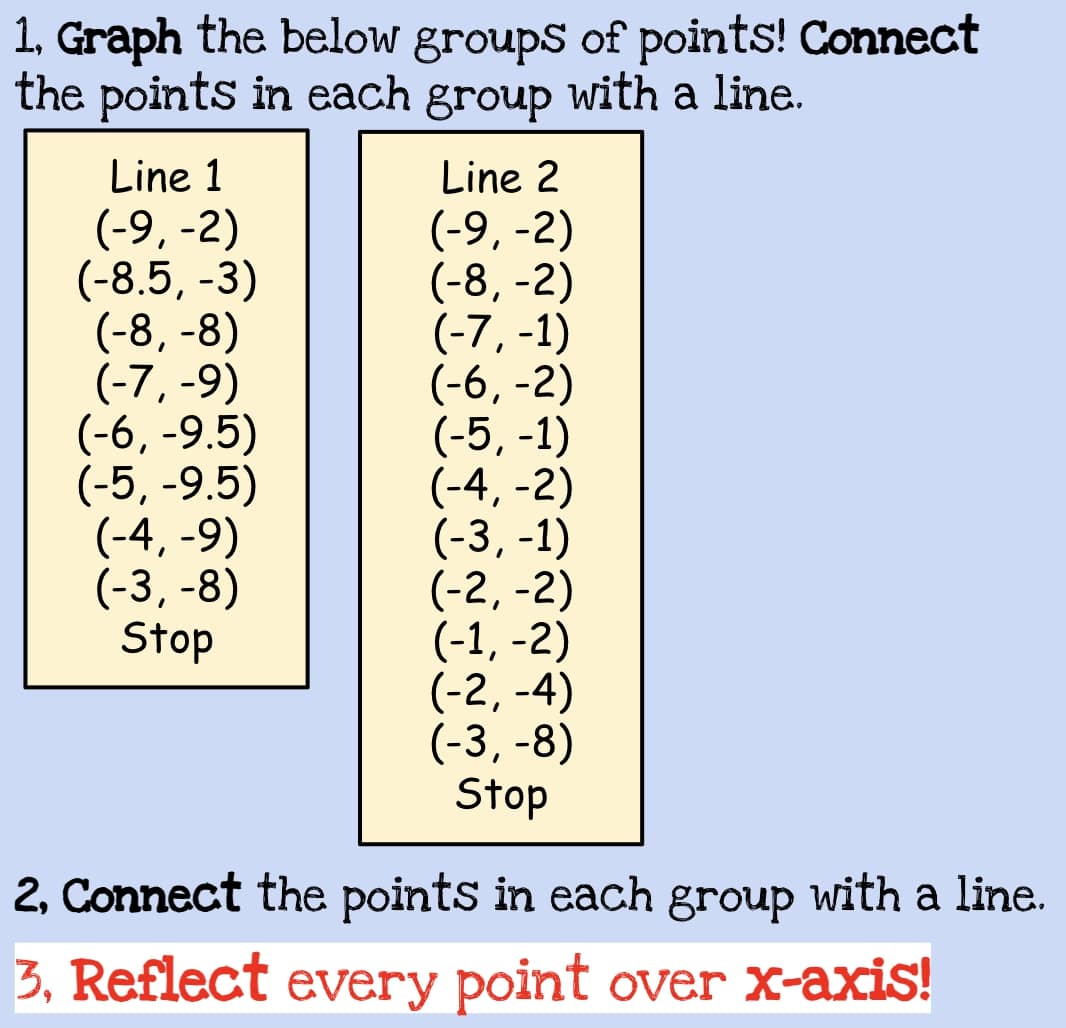 1, Graph the below groups of points! Connect
the points in each group with a line.
Line 1
(-9, -2)
(-8.5, -3)
(-8, -8)
(-7, -9)
(-6, -9.5)
(-5, -9.5)
(-4, -9)
(-3, -8)
Stop
Line 2
(-9, -2)
(-8, -2)
(-7, -1)
(-6, -2)
(-5, -1)
(-4, -2)
(-3, -1)
(-2, -2)
(-1, -2)
(-2, -4)
(-3, -8)
Stop
2, Connect the points in each group with a line.
3, Reflect every point over x-axis!